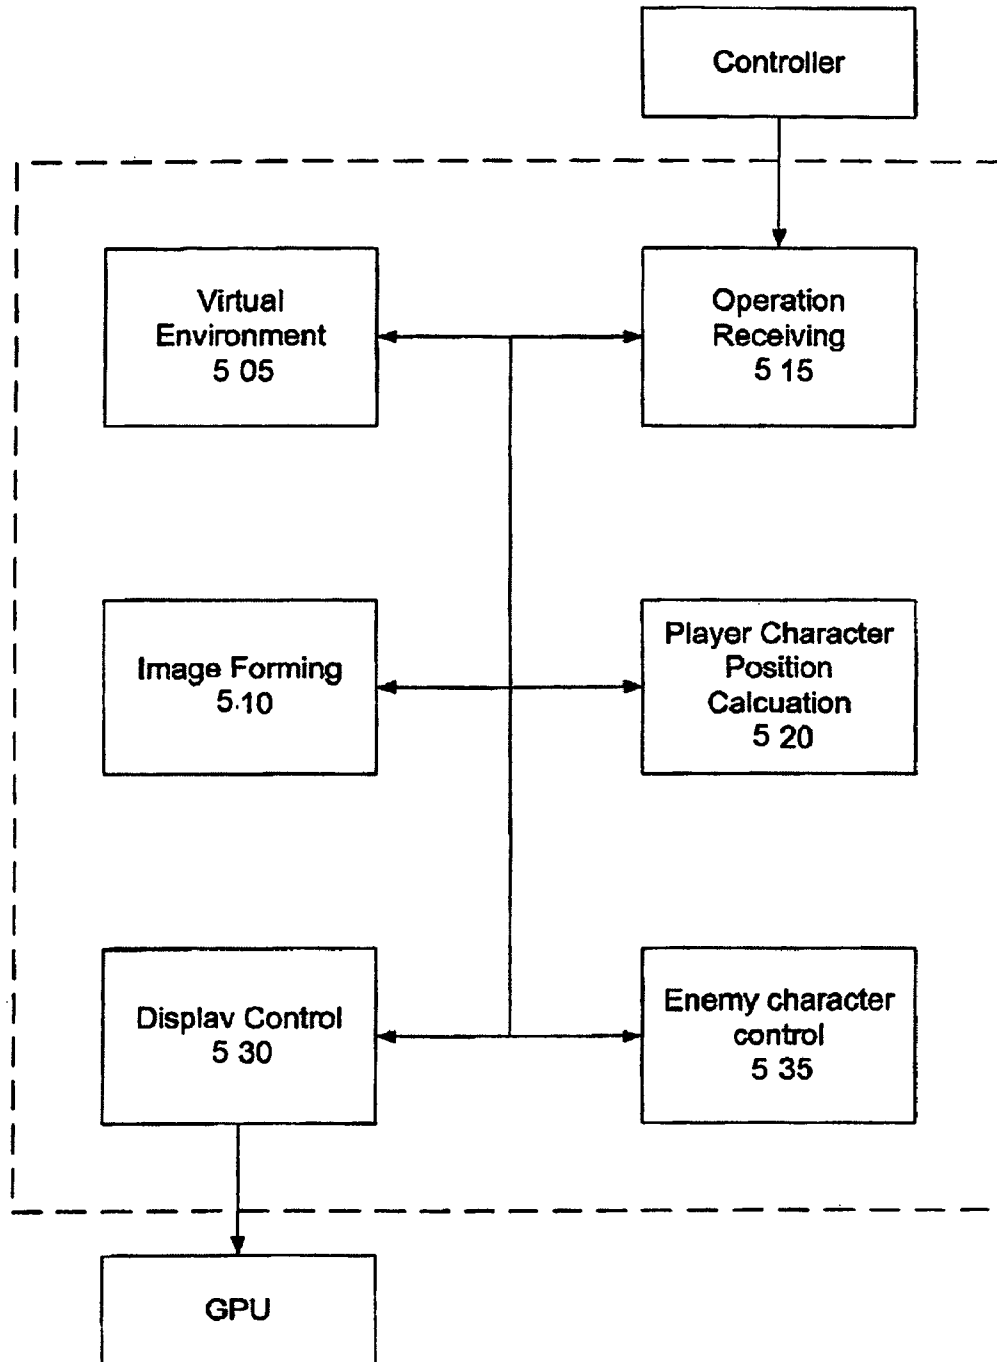 Controller
Virtual
Environment
5 05
Operation
Receiving
5 15
Image Forming
5.10
Player Character
Position
Calcuation
5 20
Display Control
5 30
Enemy character
control
5 35
GPU